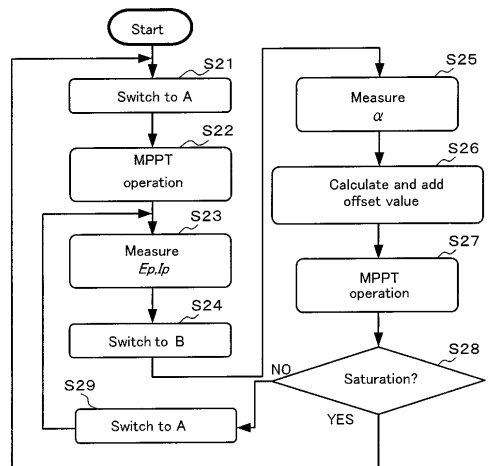 Start
S21
Switch to A
S22
MPPT
operation
S23
Measure
Ep,Ip
S24
Switch to B
S25
Measure
α
S26
Calculate and add
offset value
S27
MPPT
operation
S28
Saturation?
NO
YES
S29
Switch to A